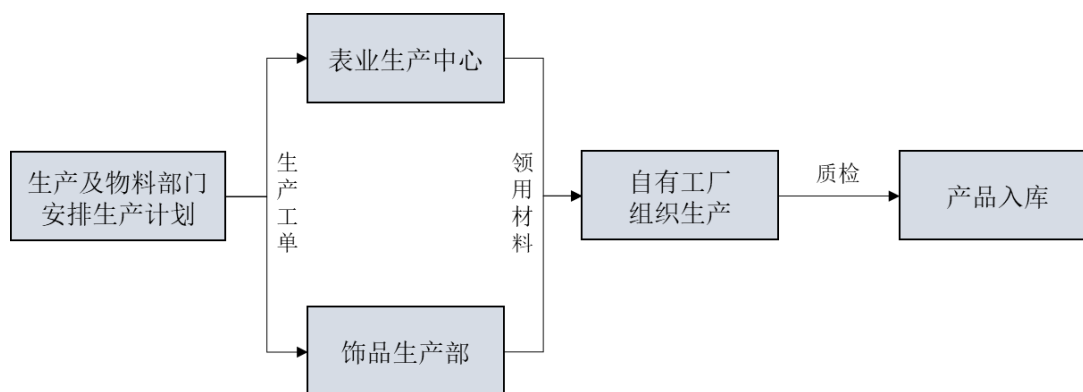 表业生产中心
生产及物料部门
安排生产计划
生产工单
领用材料
自有工厂
组织生产
质检
产品入库
饰品生产部